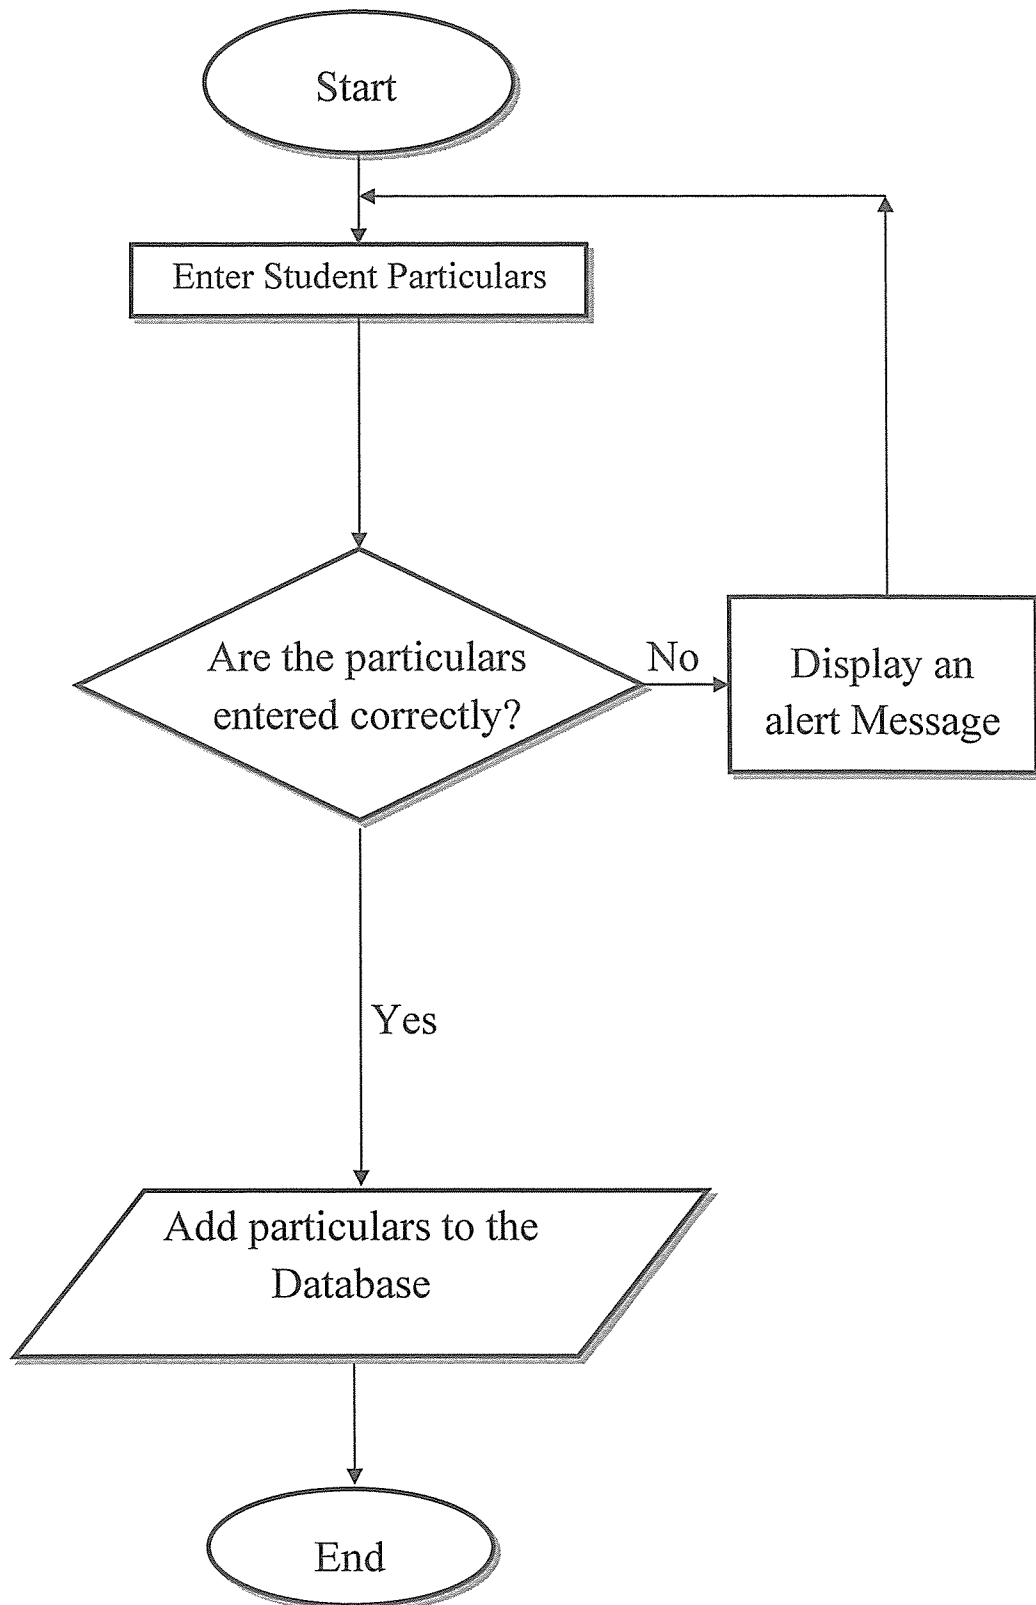 Start
Enter Student Particulars
Are the particulars
entered correctly?
No
Display an
alert Message
Yes
Add particulars to the
Database
End